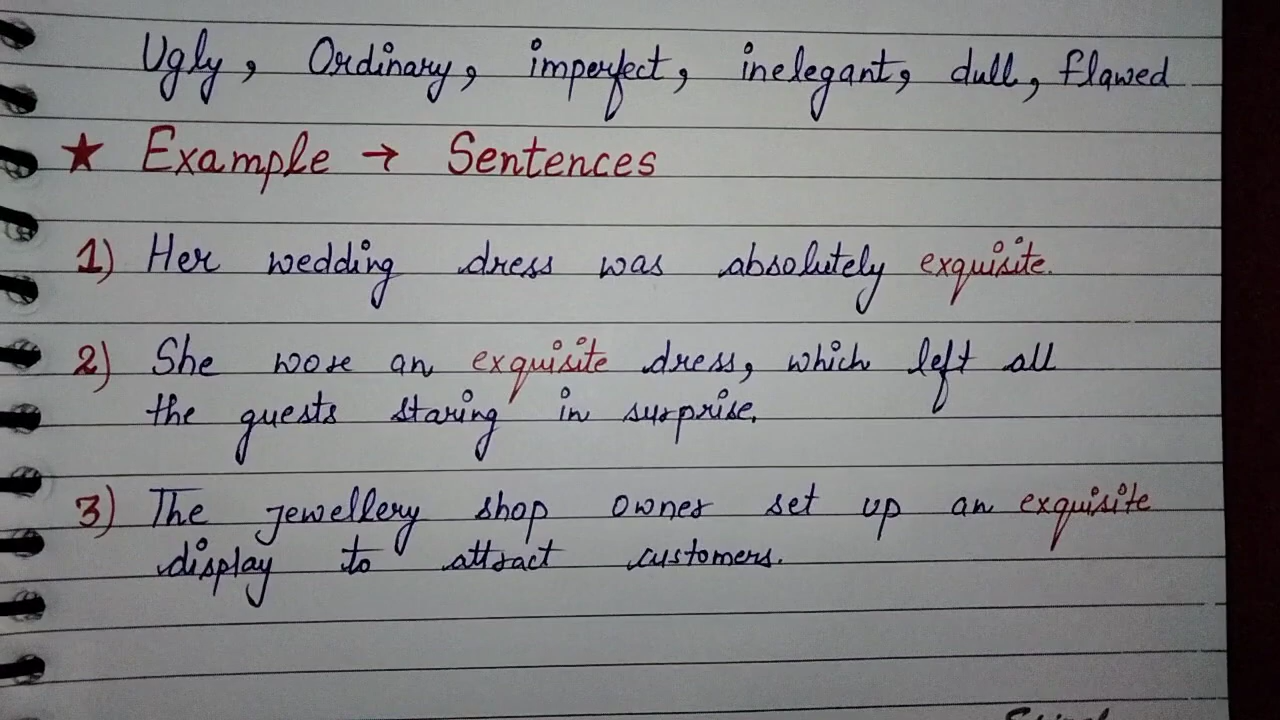 Ugly, Ordinary, imperfect, inelegant, dull, flawed
★ Example → Sentences
1) Her wedding dress was absolutely exquisite.
2) She wore an exquisite dress, which left all
the guests staring in surprise.
3) The jewellery shop owner set up an exquisite
display to attract customers.